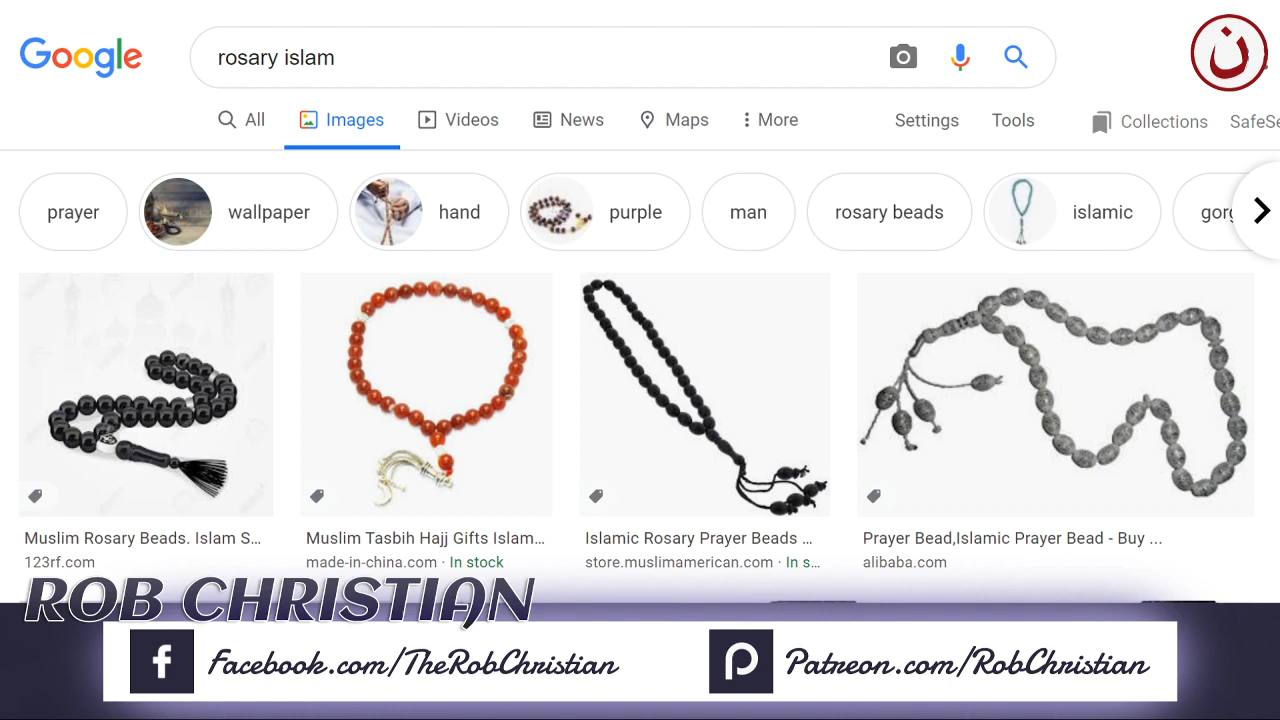 Google
rosary islam
ن
All Images Videos News Maps More Settings Tools Collections SafeSe
prayer wallpaper hand purple man rosary beads islamic gorg
Muslim Rosary Beads. Islam S... Muslim Tasbih Hajj Gifts Islam... Islamic Rosary Prayer Beads ... Prayer Bead,Islamic Prayer Bead - Buy ...
123rf.com made-in-china.com · In stock store.muslimamerican.com · In s... alibaba.com
ROB CHRISTIAN
Facebook.com/TheRobChristian Patreon.com/RobChristian